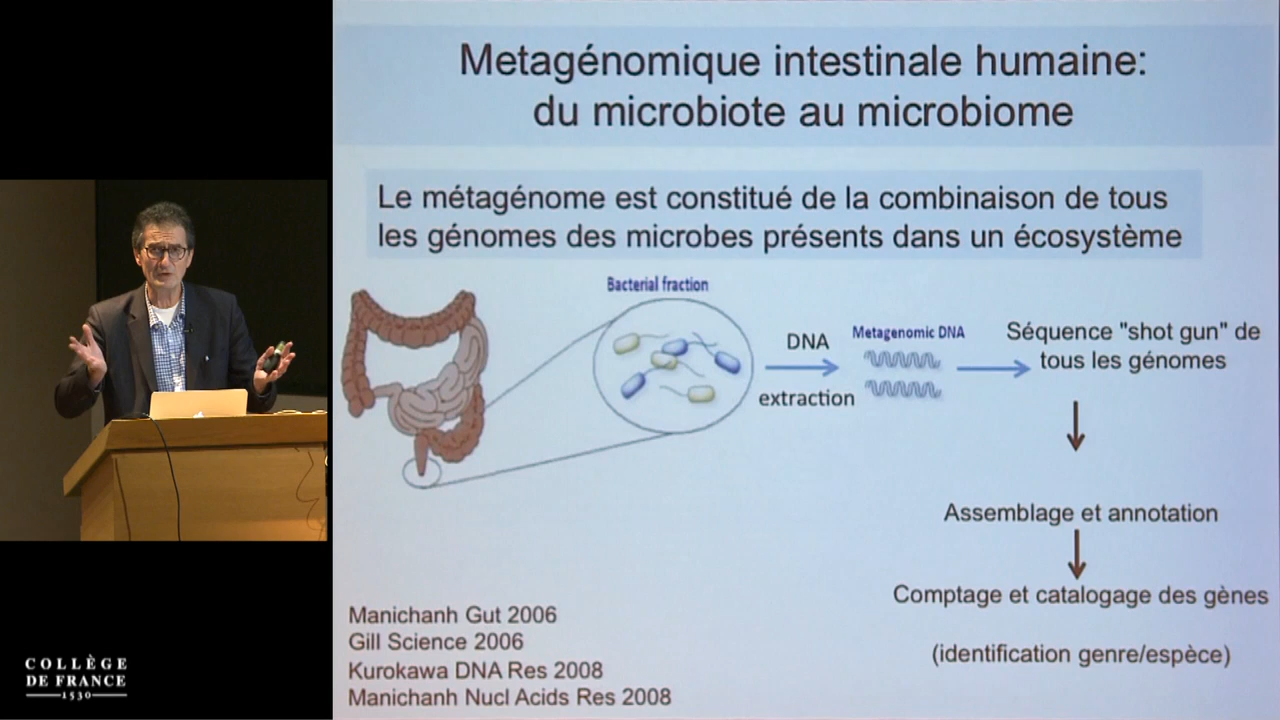 Metagénomique intestinale humaine:
du microbiote au microbiome
Le métagénome est constitué de la combinaison de tous
les génomes des microbes présents dans un écosystème
Bacterial fraction
DNA
extraction
Metagenomic DNA
Séquence "shot gun" de
tous les génomes
Assemblage et annotation
Comptage et catalogage des gènes
(identification genre/espèce)
Manichanh Gut 2006
Gill Science 2006
Kurokawa DNA Res 2008
Manichanh Nucl Acids Res 2008
COLLÈGE
DE FRANCE
1530